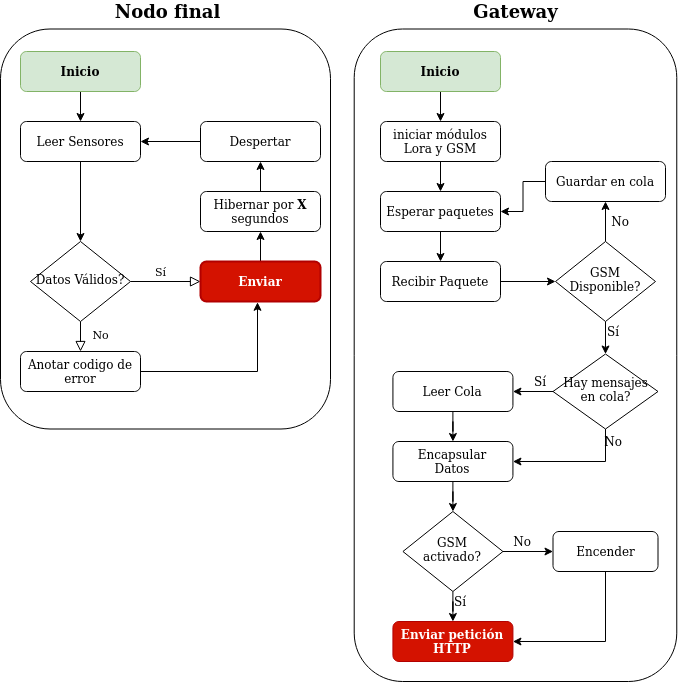 Nodo final
Inicio
Leer Sensores
Despertar
Hibernar por X
segundos
Datos Válidos?
Sí
Enviar
No
Anotar codigo de
error
Gateway
Inicio
iniciar módulos
Lora y GSM
Guardar en cola
Esperar paquetes
No
Recibir Paquete
GSM
Disponible?
Sí
Hay mensajes
en cola?
Sí
Leer Cola
No
Encapsular
Datos
GSM
activado?
No
Encender
Sí
Enviar petición
HTTP